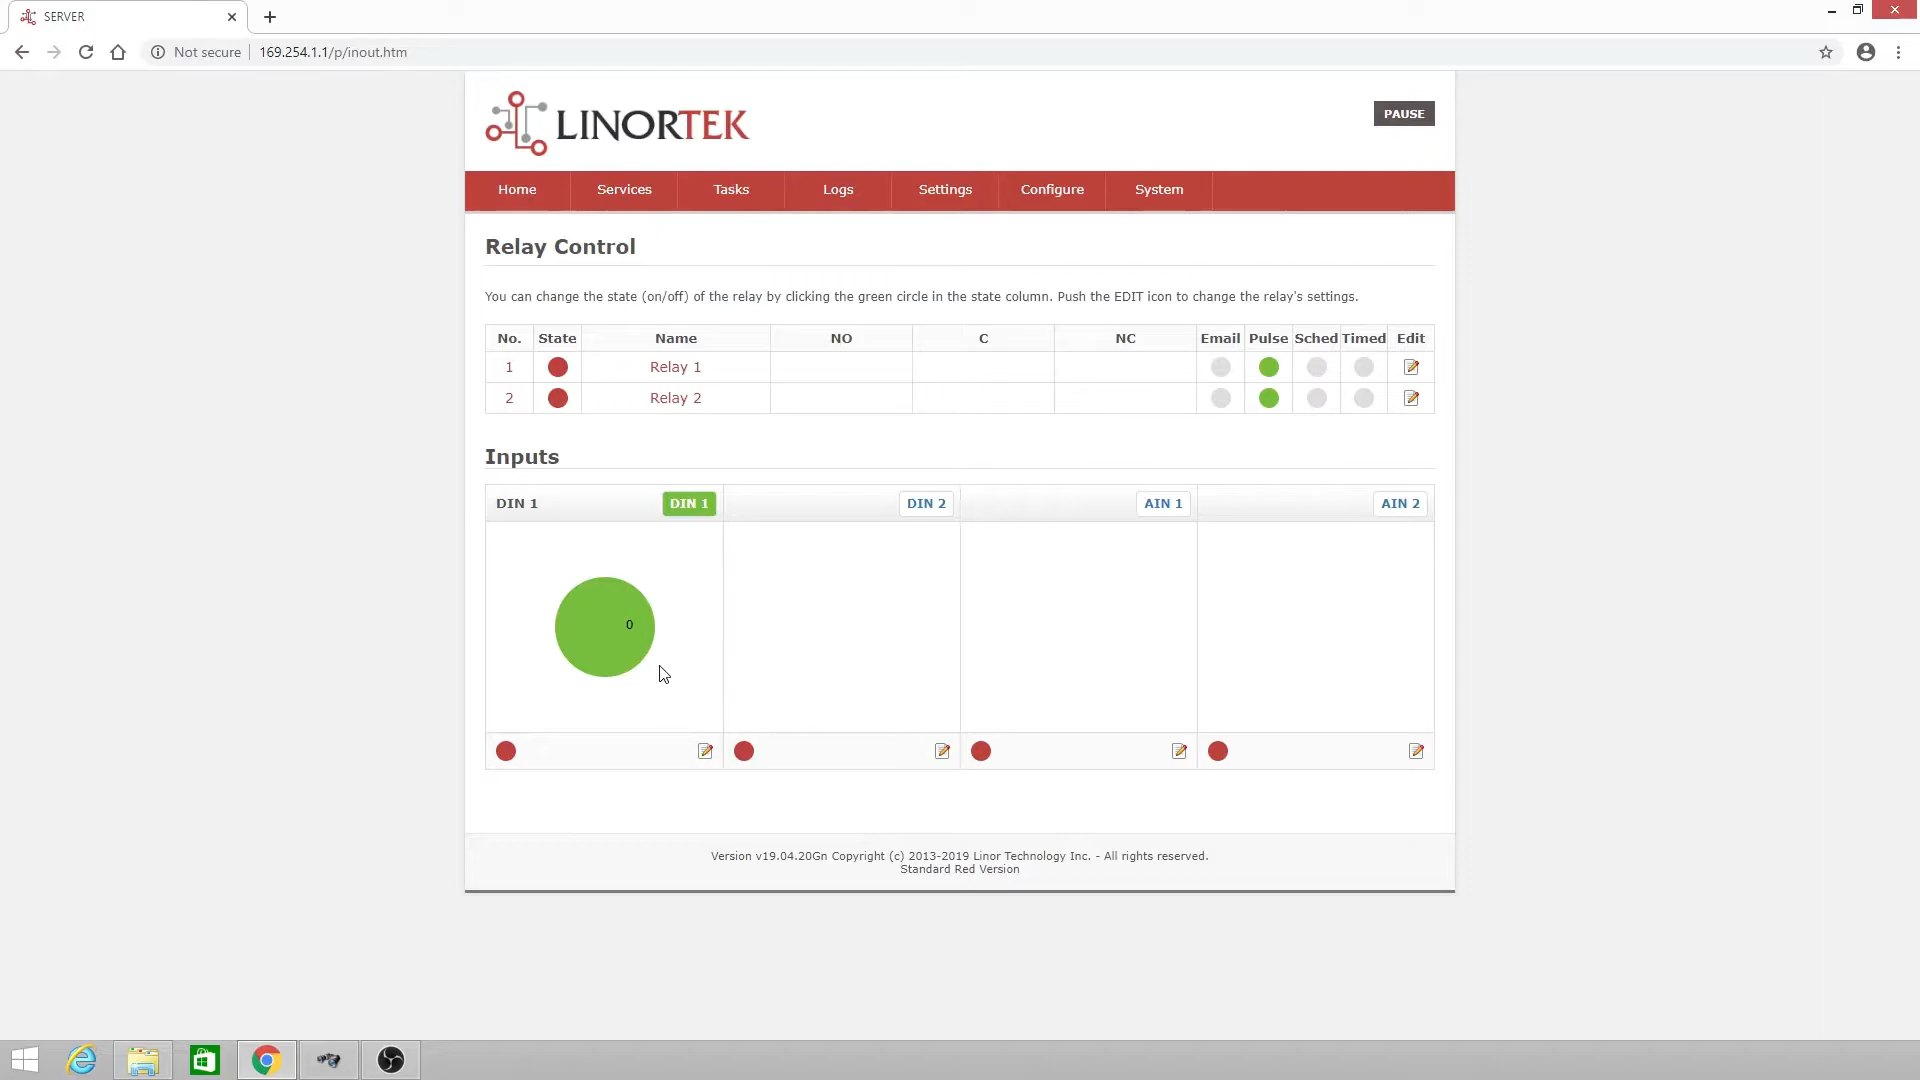 SERVER
Not secure
169.254.1.1/p/inout.htm
LINORTEK
PAUSE
Home Services Tasks Logs Settings Configure System
Relay Control
You can change the state (on/off) of the relay by clicking the green circle in the state column. Push the EDIT icon to change the relay's settings.
No. State Name NO C NC Email Pulse Sched Timed Edit
1 Relay 1
2 Relay 2
Inputs
DIN 1 DIN 1 DIN 2 AIN 1 AIN 2
0
Version v19.04.20Gn Copyright (c) 2013-2019 Linor Technology Inc. - All rights reserved.
Standard Red Version